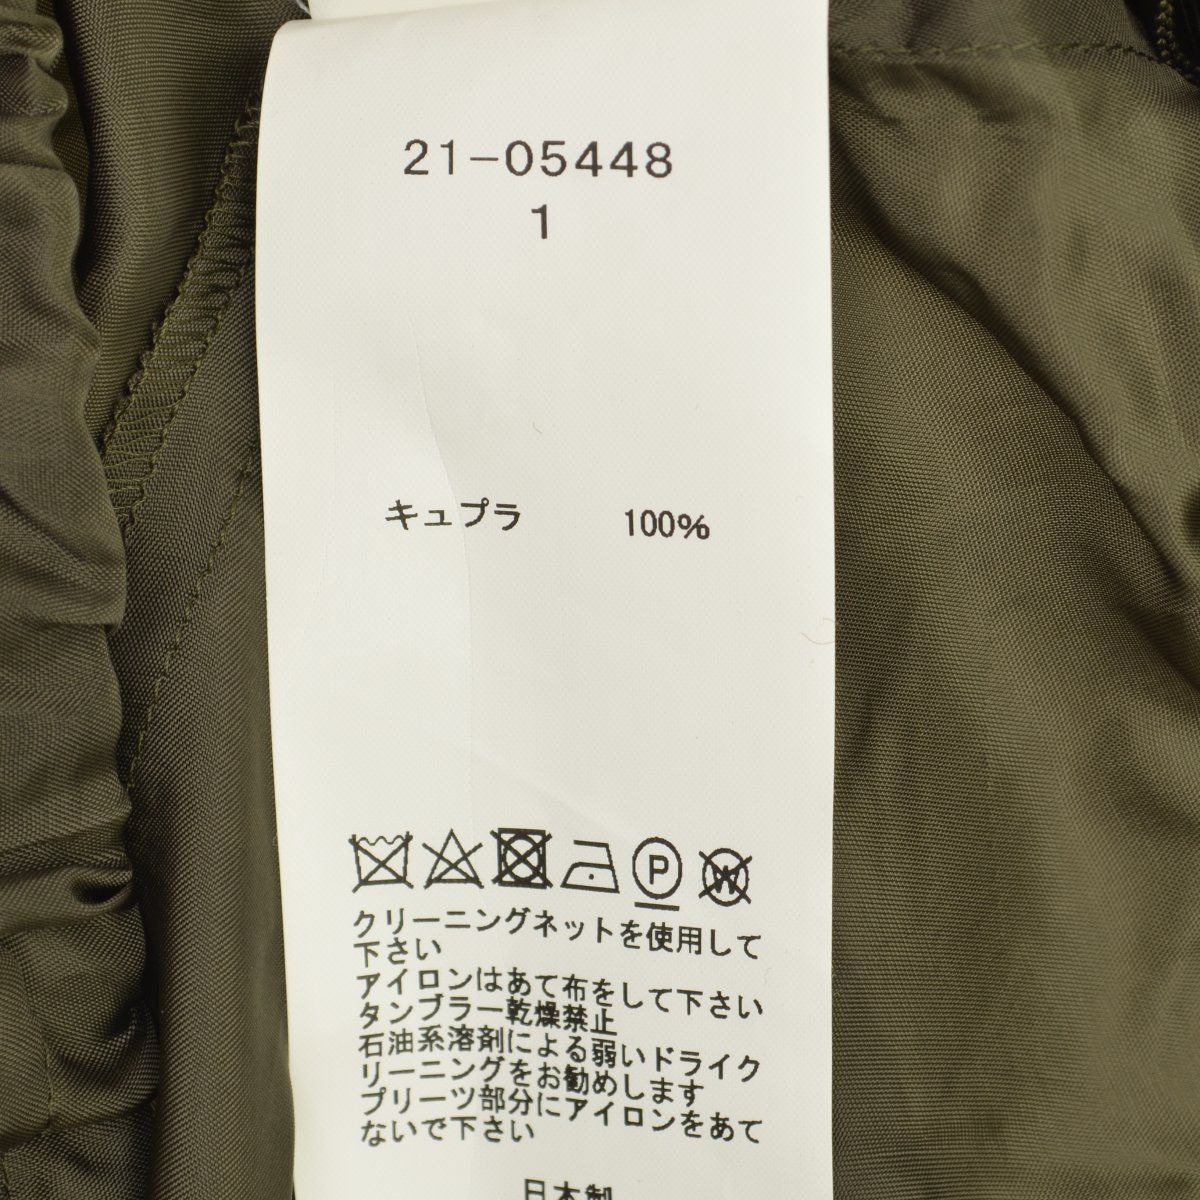 21-05448
1
キュプラ 100%
P
W
クリーニングネットを使用して
下さい
アイロンはあて布をして下さい
タンブラー乾燥禁止
石油系溶剤による弱いドライク
リーニングをお勧めします
プリーツ部分にアイロンをあて
ないで下さい
日本製